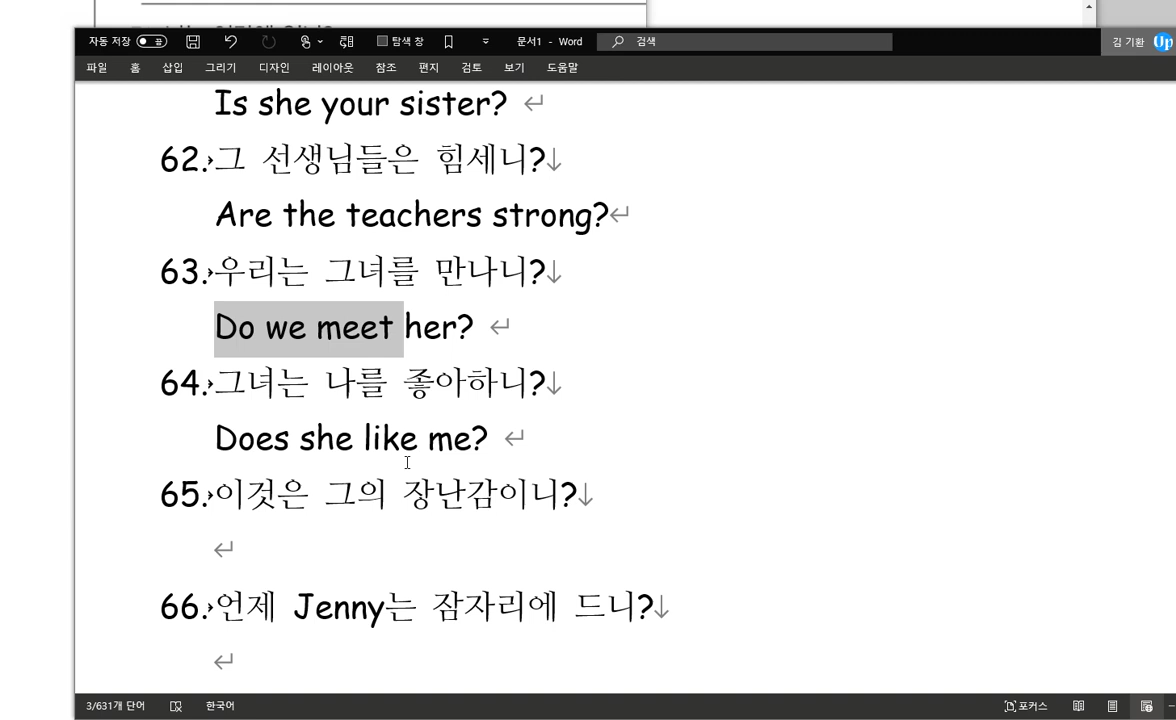 자동 저장 끔 탐색 창 문서1 - Word 검색 김 기환 Up
파일 홈 삽입 그리기 디자인 레이아웃 참조 편지 검토 보기 도움말
Is she your sister?
62. 그 선생님들은 힘세니?
Are the teachers strong?
63. 우리는 그녀를 만나니?
Do we meet her?
64. 그녀는 나를 좋아하니?
Does she like me?
65. 이것은 그의 장난감이니?
66. 언제 Jenny는 잠자리에 드니?
3/631개 단어 한국어 포커스